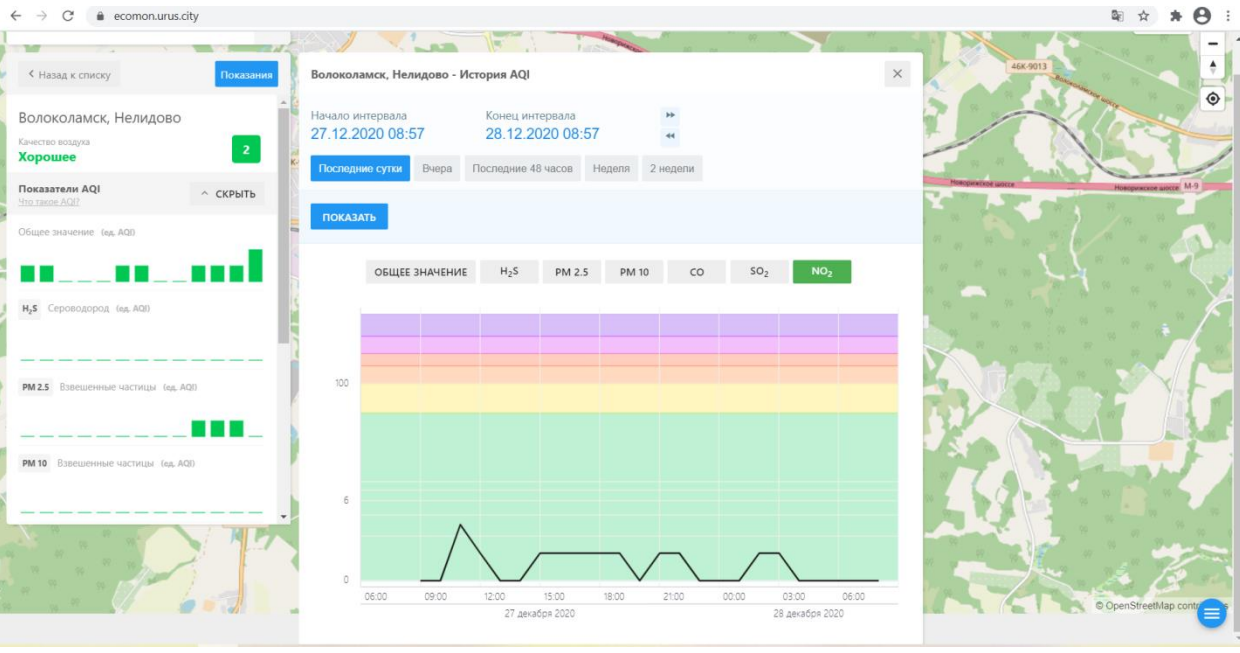 ecomon.urus.city
Назад к списку
Показания
Волоколамск, Нелидово
Качество воздуха
Хорошее
2
Показатели AQI
Что такое AQI?
СКРЫТЬ
Общее значение (ед. AQI)
H₂S Сероводород (ед. AQI)
PM 2.5 Взвешенные частицы (ед. AQI)
PM 10 Взвешенные частицы (ед. AQI)
Волоколамск, Нелидово - История AQI
Начало интервала
27.12.2020 08:57
Конец интервала
28.12.2020 08:57
Последние сутки Вчера Последние 48 часов Неделя 2 недели
ПОКАЗАТЬ
ОБЩЕЕ ЗНАЧЕНИЕ H₂S PM 2.5 PM 10 CO SO₂ NO₂
100
6
0
06:00 09:00 12:00 15:00 18:00 21:00 00:00 03:00 06:00
27 декабря 2020 28 декабря 2020
46К-9013
Волоколамское шоссе
Новорижское шоссе
Новорижское шоссе M-9
© OpenStreetMap